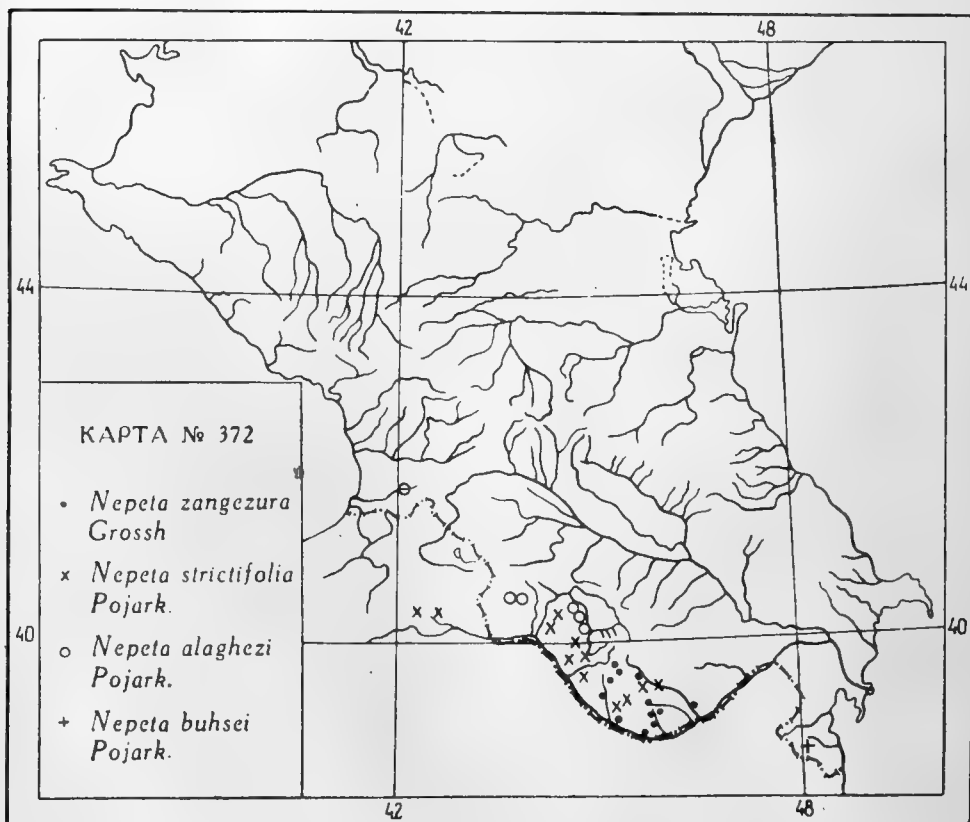 42 48
44 44
КАРТА № 372
• Nepeta zangezura
Grossh
× Nepeta strictifolia
Pojark.
40 40
○ Nepeta alaghezi
Pojark.
+ Nepeta buhsei
Pojark.
42 48